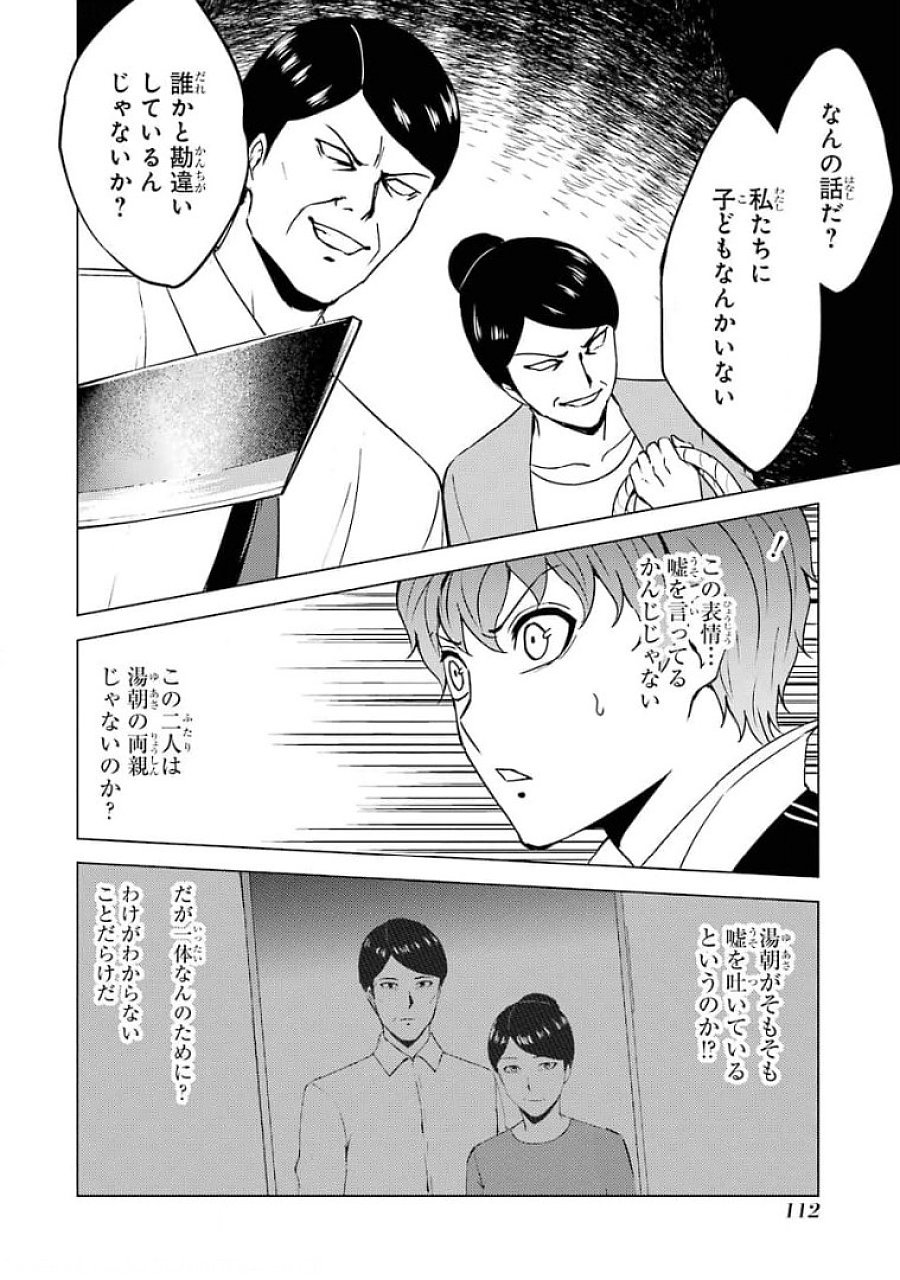 なんの話だ？
私たちに
子どもなんかいない
誰かと勘違い
しているん
じゃないか？
！
この表情…
嘘を言ってる
かんじじゃない
この二人は
湯朝の両親
じゃないのか？
湯朝がそもそも
嘘を吐いている
というのか!?
だが一体なんのために？
わけがわからない
ことだらけだ
112